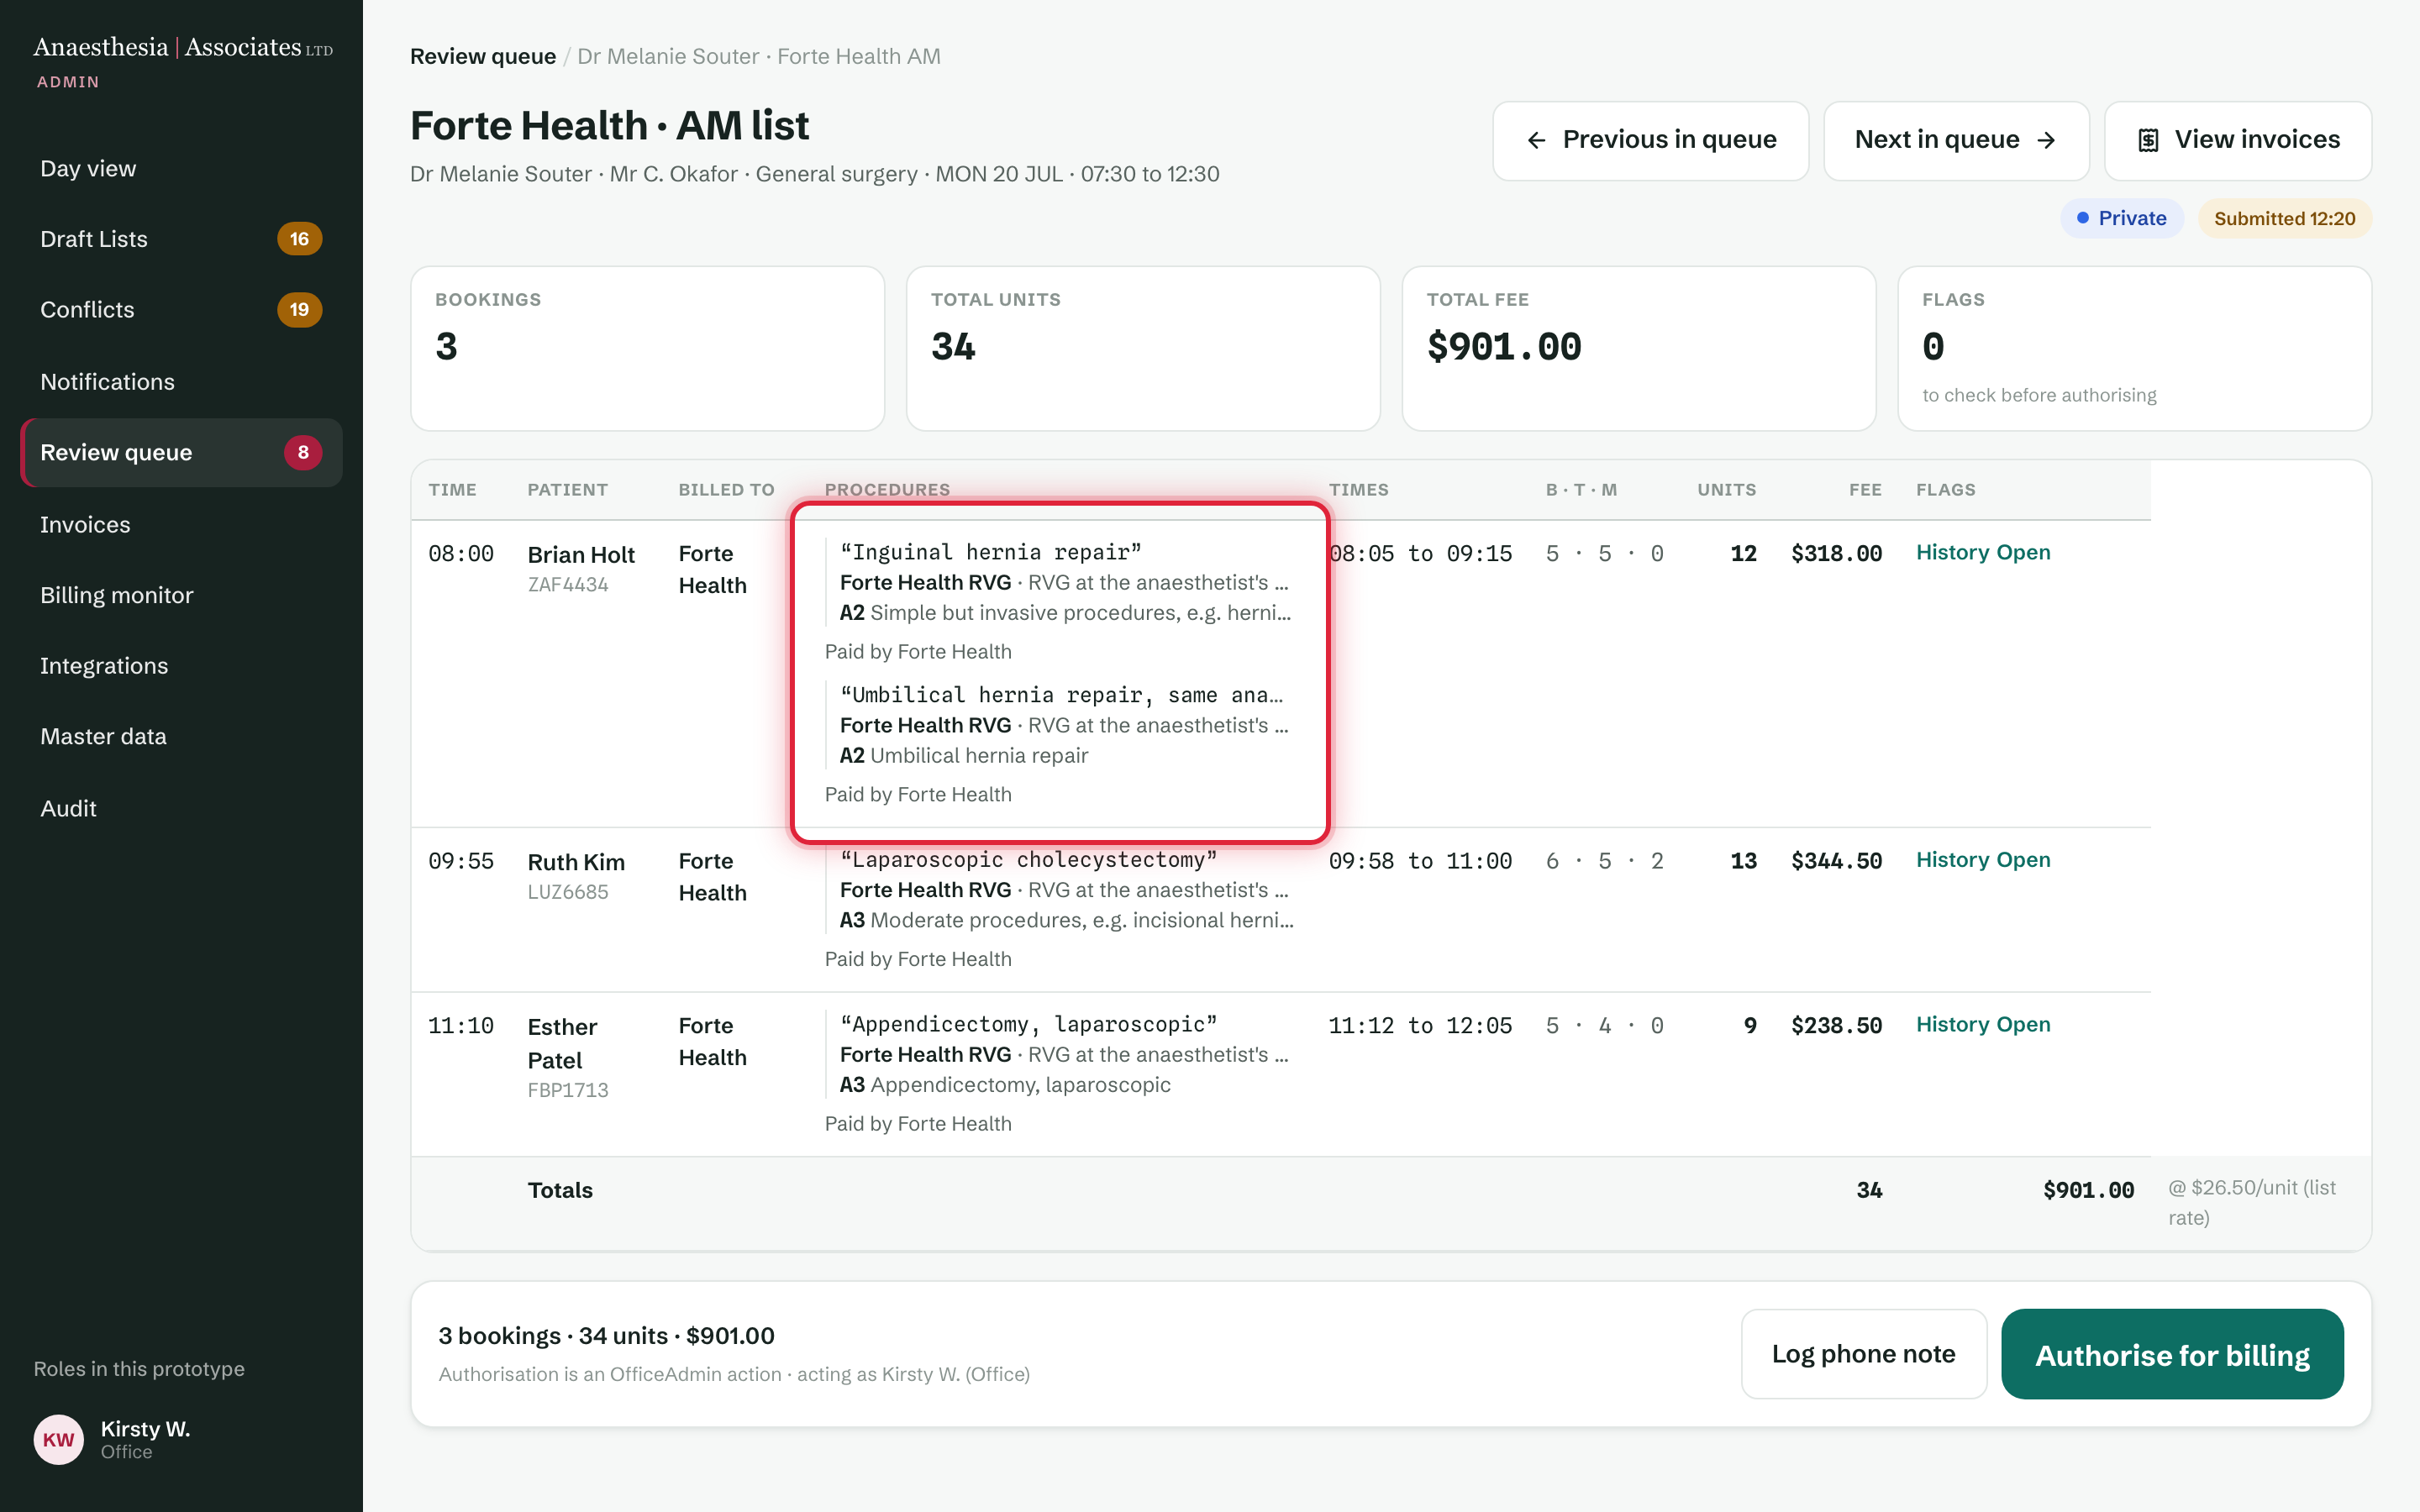 Anaesthesia | Associates LTD
ADMIN
Day view
Draft Lists 16
Conflicts 19
Notifications
Review queue 8
Invoices
Billing monitor
Integrations
Master data
Audit
Roles in this prototype
KW
Kirsty W.
Office
Review queue / Dr Melanie Souter · Forte Health AM
Forte Health · AM list
Dr Melanie Souter · Mr C. Okafor · General surgery · MON 20 JUL · 07:30 to 12:30
← Previous in queue
Next in queue →
View invoices
Private
Submitted 12:20
BOOKINGS
3
TOTAL UNITS
34
TOTAL FEE
$901.00
FLAGS
0
to check before authorising
TIME PATIENT BILLED TO PROCEDURES TIMES B · T · M UNITS FEE FLAGS
08:00
Brian Holt
ZAF4434
Forte
Health
“Inguinal hernia repair”
Forte Health RVG · RVG at the anaesthetist's ...
A2 Simple but invasive procedures, e.g. herni...
Paid by Forte Health
“Umbilical hernia repair, same ana...
Forte Health RVG · RVG at the anaesthetist's ...
A2 Umbilical hernia repair
Paid by Forte Health
08:05 to 09:15
5 · 5 · 0
12
$318.00
History Open
09:55
Ruth Kim
LUZ6685
Forte
Health
“Laparoscopic cholecystectomy”
Forte Health RVG · RVG at the anaesthetist's ...
A3 Moderate procedures, e.g. incisional herni...
Paid by Forte Health
09:58 to 11:00
6 · 5 · 2
13
$344.50
History Open
11:10
Esther
Patel
FBP1713
Forte
Health
“Appendicectomy, laparoscopic”
Forte Health RVG · RVG at the anaesthetist's ...
A3 Appendicectomy, laparoscopic
Paid by Forte Health
11:12 to 12:05
5 · 4 · 0
9
$238.50
History Open
Totals 34 $901.00
@ $26.50/unit (list
rate)
3 bookings · 34 units · $901.00
Authorisation is an OfficeAdmin action · acting as Kirsty W. (Office)
Log phone note
Authorise for billing